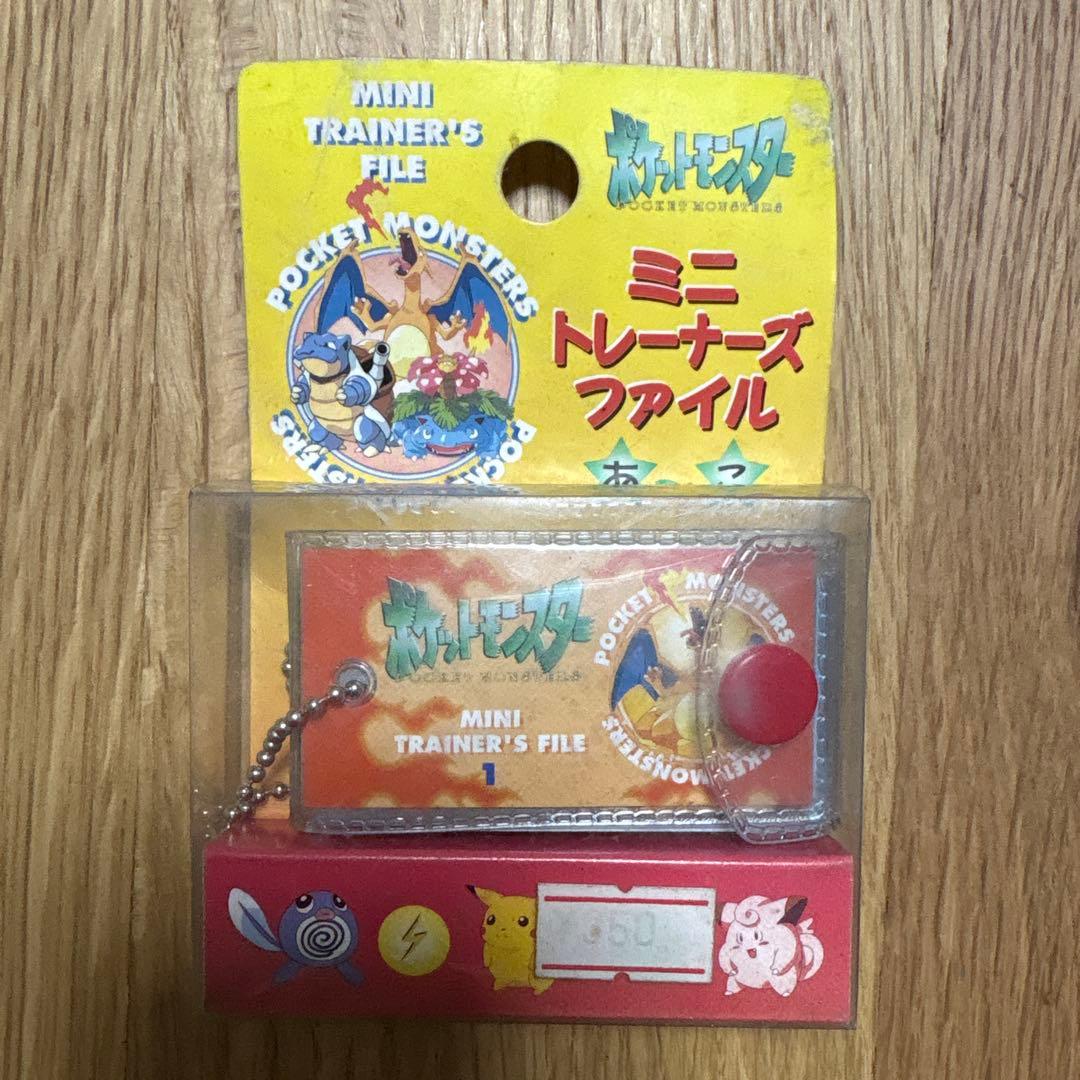 MINI
TRAINER'S
FILE
ポケットモンスター
POCKET MONSTERS
POCKET MONSTERS
POCKET MONSTERS
ミニ
トレーナーズ
ファイル
あ
こ
ポケットモンスター
POCKET MONSTERS
MINI
TRAINER'S FILE
1
POCKET MONSTERS
POCKET MONSTERS